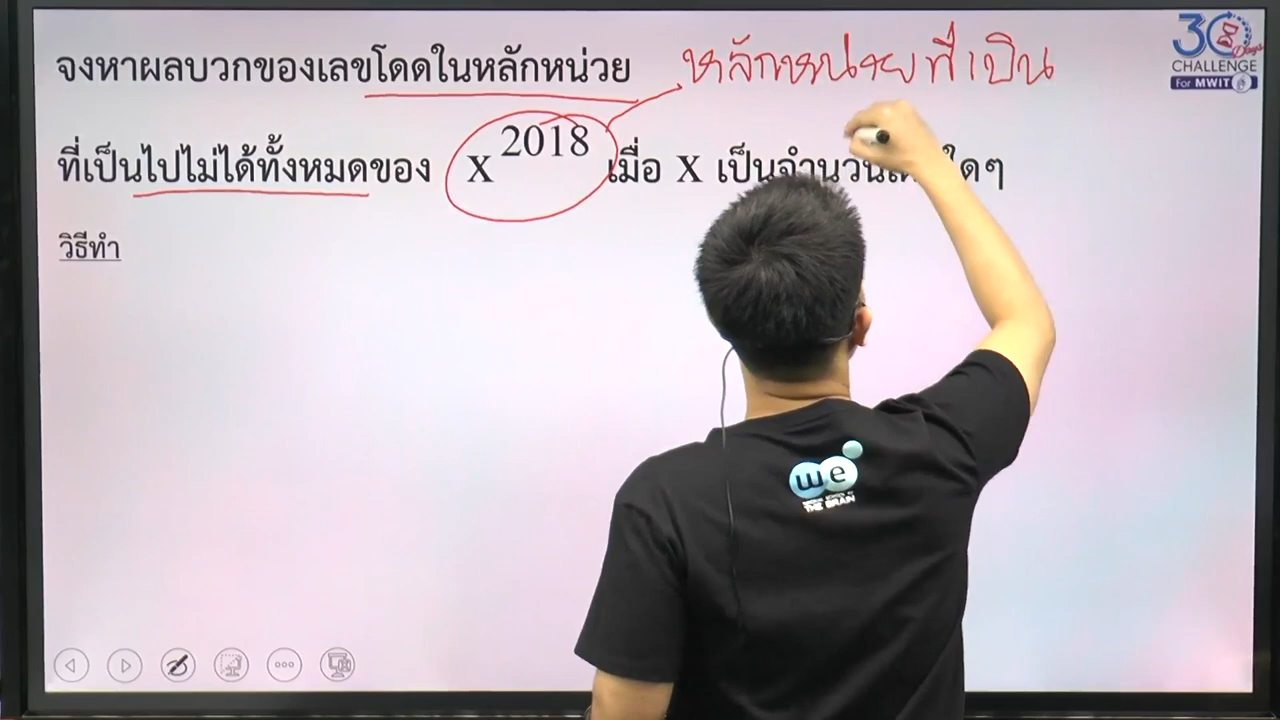 จงหาผลบวกของเลขโดดในหลักหน่วย หลักหน่วยที่เป็น
ที่เป็นไปไม่ได้ทั้งหมดของ x^2018 เมื่อ x เป็นจำนวน
วิธีทำ
30 Days
CHALLENGE
For MWIT
we
THE BRAIN